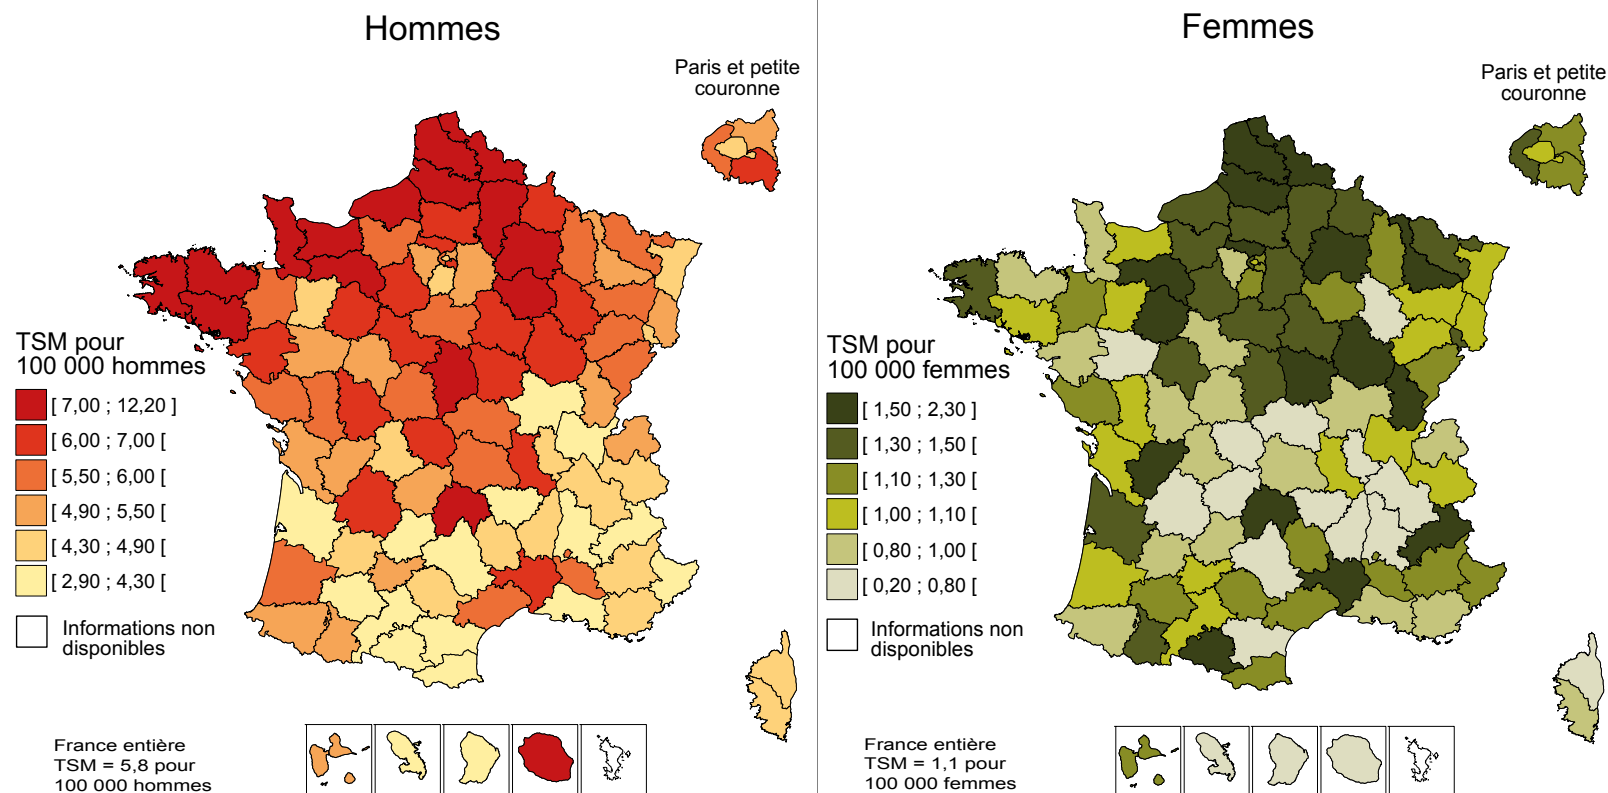 Hommes
Paris et petite
couronne
TSM pour
100 000 hommes
[ 7,00 ; 12,20 ]
[ 6,00 ; 7,00 [
[ 5,50 ; 6,00 [
[ 4,90 ; 5,50 [
[ 4,30 ; 4,90 [
[ 2,90 ; 4,30 [
Informations non
disponibles
France entière
TSM = 5,8 pour
100 000 hommes
Femmes
Paris et petite
couronne
TSM pour
100 000 femmes
[ 1,50 ; 2,30 ]
[ 1,30 ; 1,50 [
[ 1,10 ; 1,30 [
[ 1,00 ; 1,10 [
[ 0,80 ; 1,00 [
[ 0,20 ; 0,80 [
Informations non
disponibles
France entière
TSM = 1,1 pour
100 000 femmes